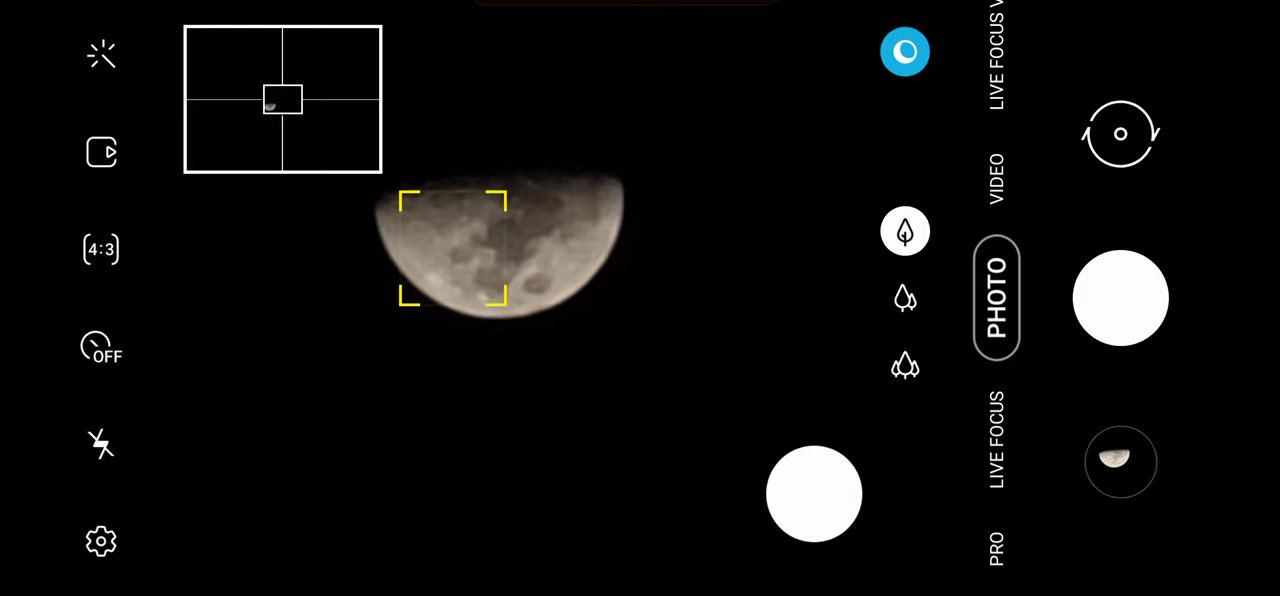 4:3
OFF
LIVE FOCUS V
VIDEO
PHOTO
LIVE FOCUS
PRO